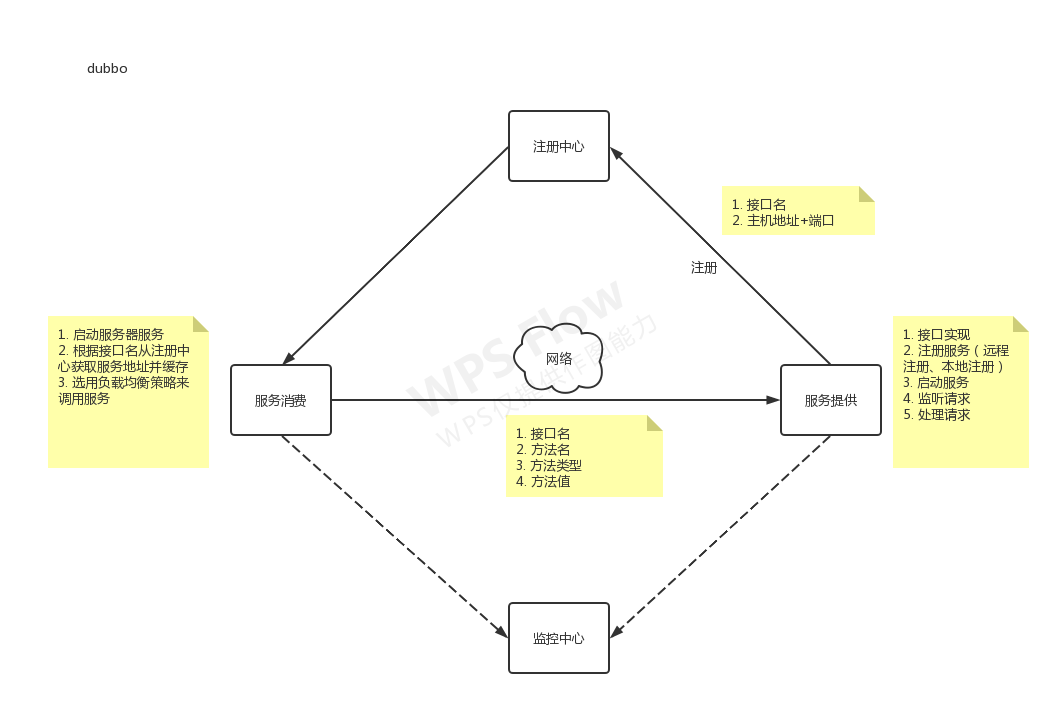 dubbo
注册中心
1. 接口名
2. 主机地址+端口
注册
1. 启动服务器服务
2. 根据接口名从注册中
心获取服务地址并缓存
3. 选用负载均衡策略来
调用服务
WPS Flow
WPS仅提供作图能力
网络
服务消费
服务提供
1. 接口实现
2. 注册服务（远程
注册、本地注册）
3. 启动服务
4. 监听请求
5. 处理请求
1. 接口名
2. 方法名
3. 方法类型
4. 方法值
监控中心